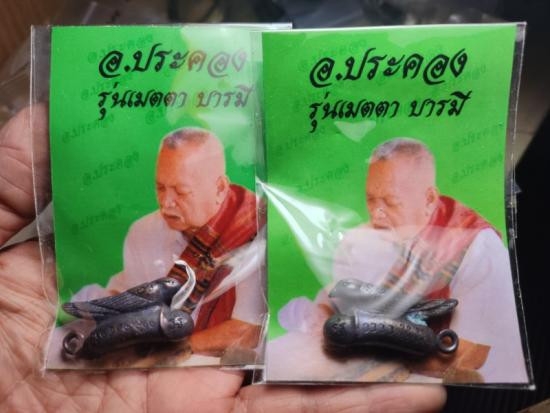 อ.ประคอง
รุ่นเมตตา บารมี
อ.ประคอง
รุ่นเมตตา บารมี